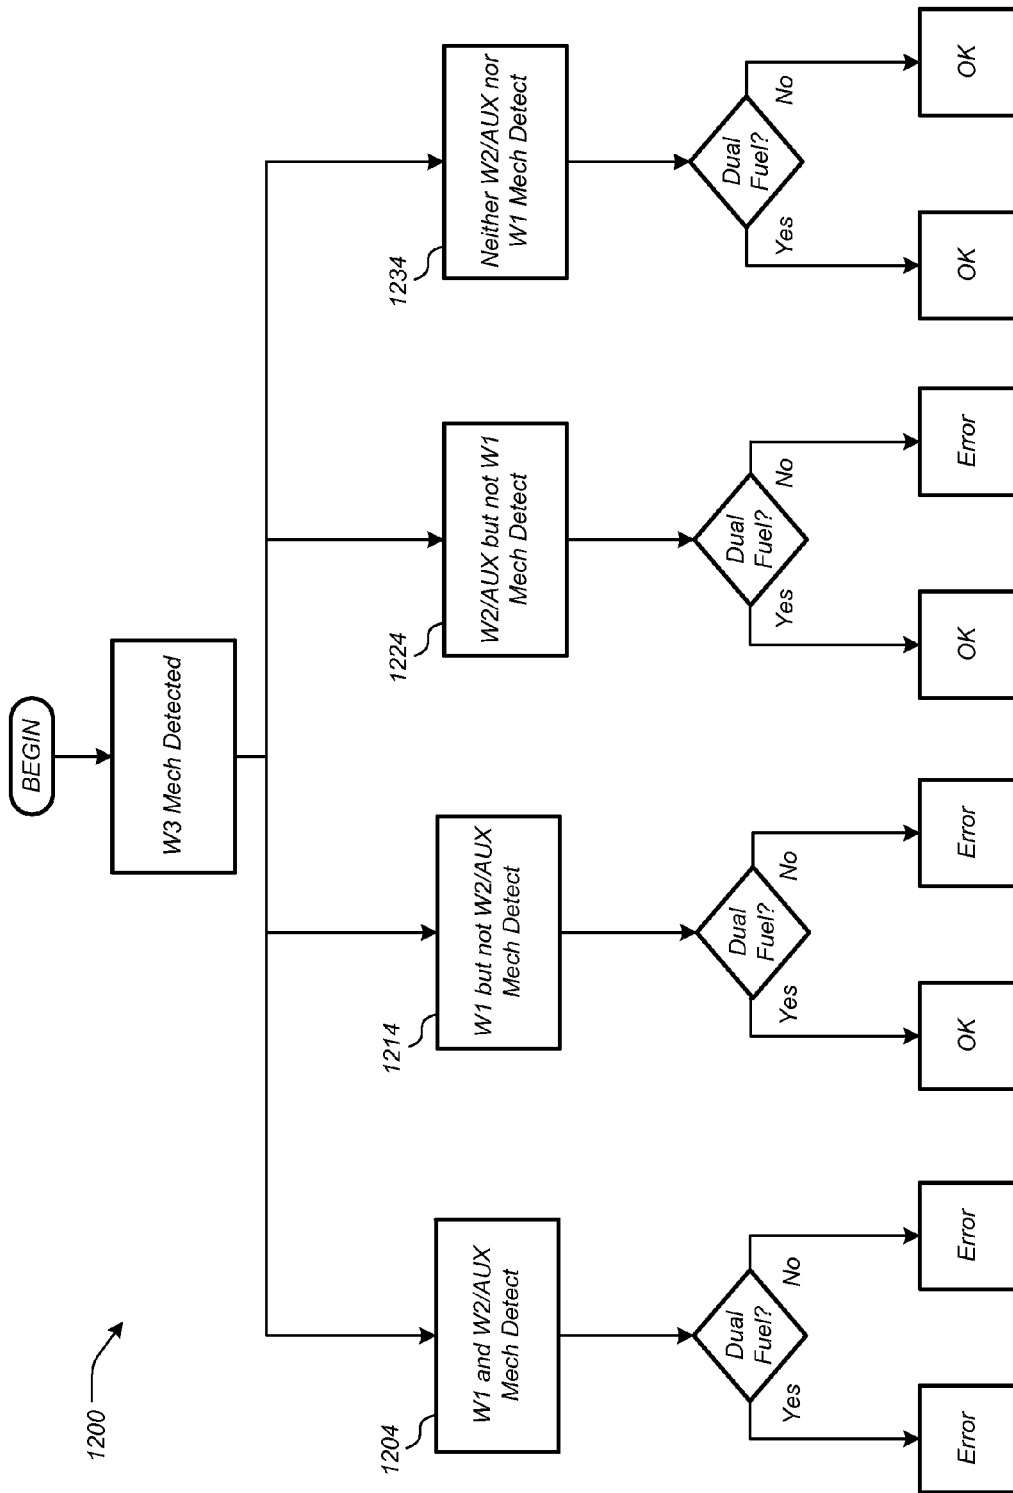 1200
BEGIN
W3 Mech Detected
1204
W1 and W2/AUX
Mech Detect
1214
W1 but not W2/AUX
Mech Detect
1224
W2/AUX but not W1
Mech Detect
1234
Neither W2/AUX nor
W1 Mech Detect
Dual
Fuel?
Yes
No
Dual
Fuel?
Yes
No
Dual
Fuel?
Yes
No
Dual
Fuel?
Yes
No
Error
Error
OK
Error
OK
Error
OK
OK